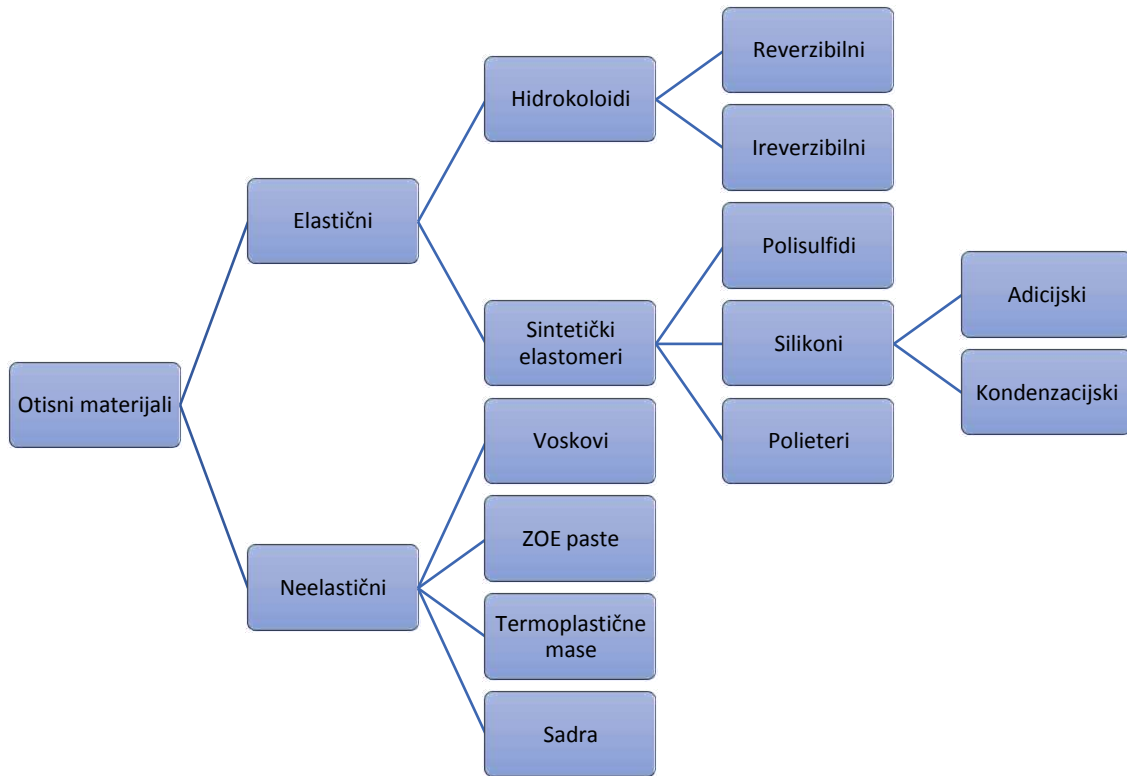 Otisni materijali
Elastični
Hidrokoloidi
Reverzibilni
Ireverzibilni
Sintetički
elastomeri
Polisulfidi
Silikoni
Adicijski
Kondenzacijski
Polieteri
Neelastični
Voskovi
ZOE paste
Termoplastične
mase
Sadra